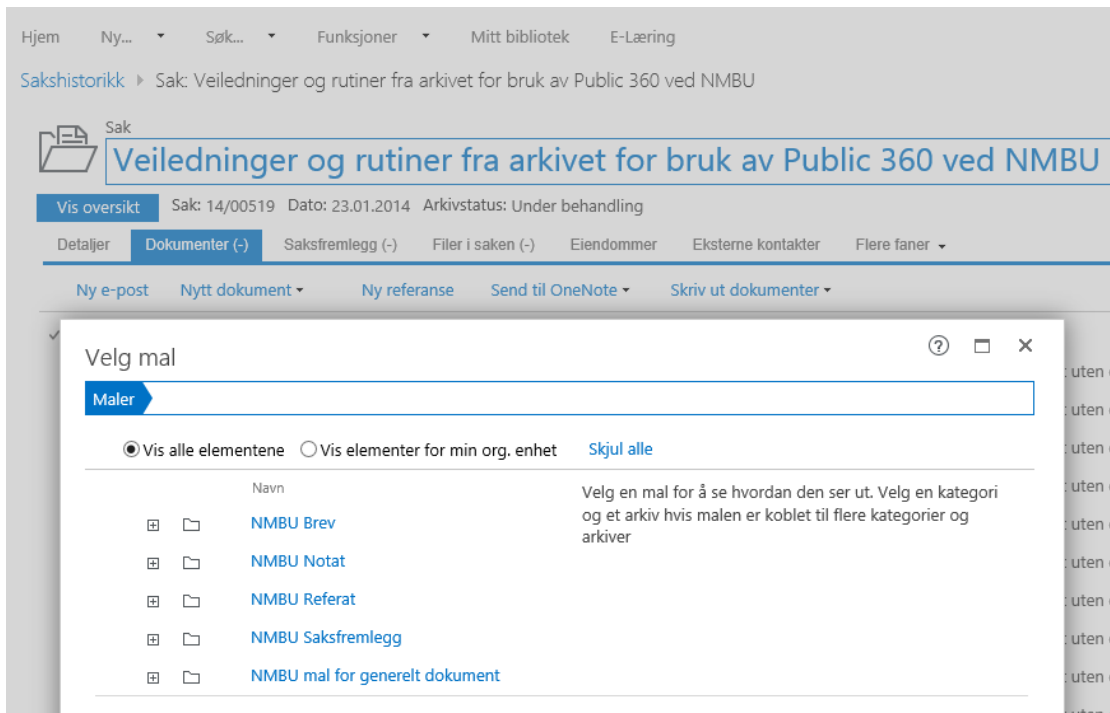 Hjem Ny... Søk... Funksjoner Mitt bibliotek E-Læring
Sakshistorikk Sak: Veiledninger og rutiner fra arkivet for bruk av Public 360 ved NMBU
Sak
Veiledninger og rutiner fra arkivet for bruk av Public 360 ved NMBU
Vis oversikt Sak: 14/00519 Dato: 23.01.2014 Arkivstatus: Under behandling
Detaljer Dokumenter (-) Saksfremlegg (-) Filer i saken (-) Eiendommer Eksterne kontakter Flere faner
Ny e-post Nytt dokument Ny referanse Send til OneNote Skriv ut dokumenter
Velg mal
Maler
Vis alle elementene Vis elementer for min org. enhet Skjul alle
Navn
Velg en mal for å se hvordan den ser ut. Velg en kategori
og et arkiv hvis malen er koblet til flere kategorier og
arkiver
NMBU Brev
NMBU Notat
NMBU Referat
NMBU Saksfremlegg
NMBU mal for generelt dokument
uten
uten
uten
uten
uten
uten
uten
uten
uten